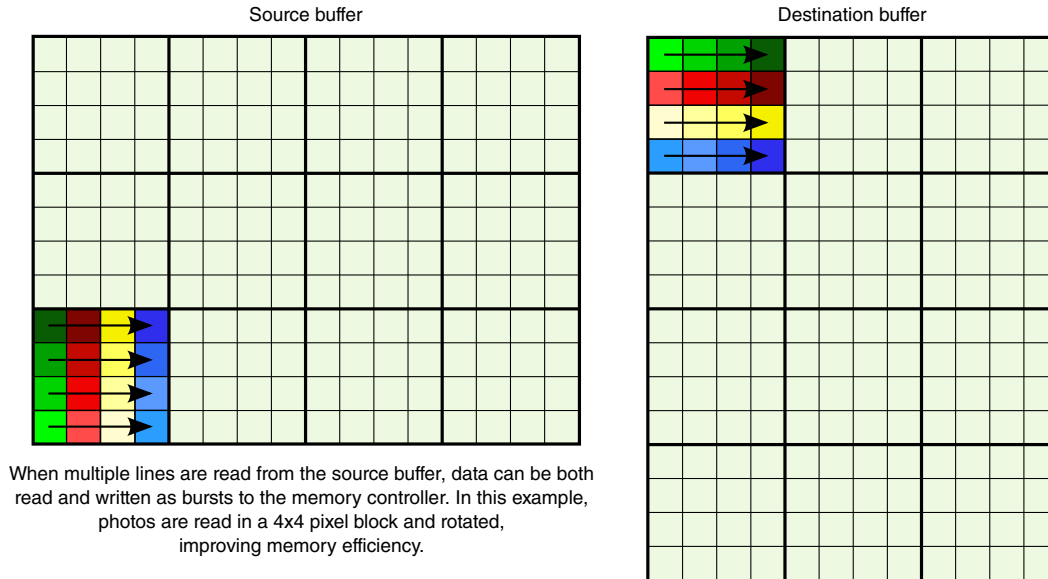 Source buffer
Destination buffer
When multiple lines are read from the source buffer, data can be both
read and written as bursts to the memory controller. In this example,
photos are read in a 4x4 pixel block and rotated,
improving memory efficiency.